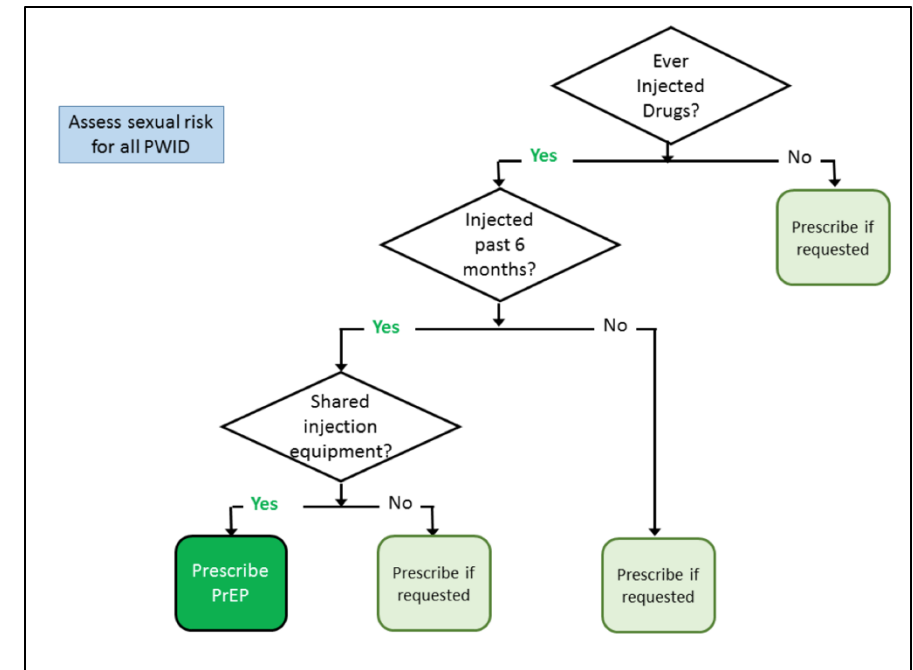 Ever
Injected
Drugs?
Assess sexual risk
for all PWID
Yes
No
Prescribe if
requested
Injected
past 6
months?
Yes
No
Shared
injection
equipment?
Yes
No
Prescribe
PrEP
Prescribe if
requested
Prescribe if
requested